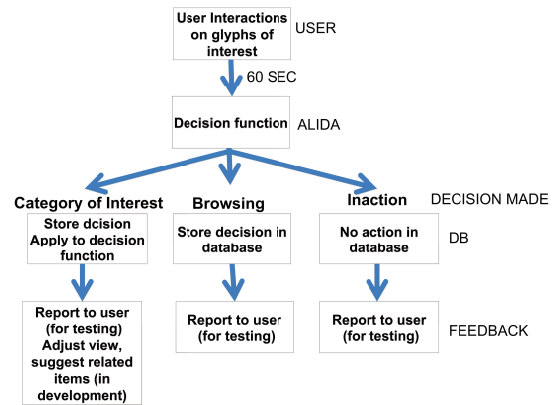 User Interactions
on glyphs of
interest
USER
60 SEC
Decision function
ALIDA
Category of Interest
Browsing
Inaction
DECISION MADE
Store dcision
Apply to decision
function
Store decision in
database
No action in
database
DB
Report to user
(for testing)
Adjust view,
suggest related
items (in
development)
Report to user
(for testing)
Report to user
(for testing)
FEEDBACK